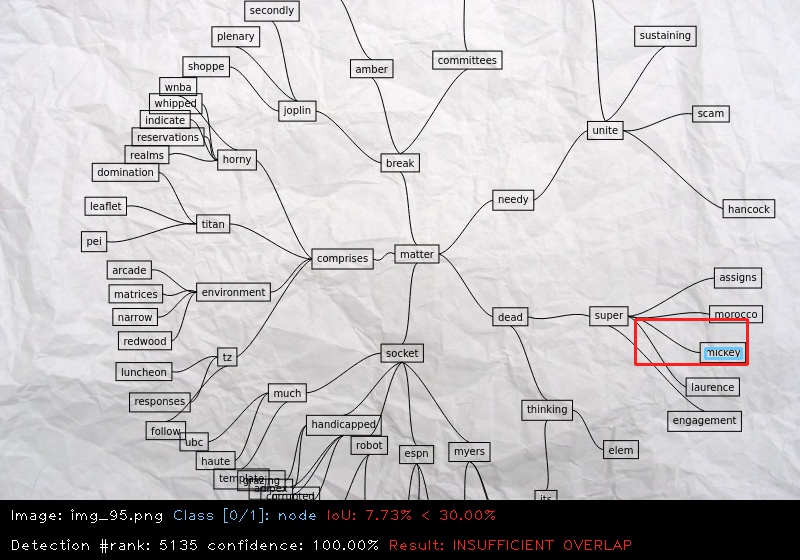 secondly
plenary
sustaining
shoppe
amber
committees
wnba
whipped
joplin
scam
indicate
unite
reservations
realms
horny
break
domination
needy
leaflet
hancock
titan
pei
comprises
matter
arcade
assigns
matrices
environment
narrow
dead
super
morocco
redwood
tz
socket
mickey
luncheon
laurence
responses
much
thinking
engagement
handicapped
follow
ubc
robot
elem
haute
espn
myers
template
grazing
adipex
corrupted
its
Image: img_95.png Class [0/1]: node IoU: 7.73% < 30.00%
Detection #rank: 5135 confidence: 100.00% Result: INSUFFICIENT OVERLAP